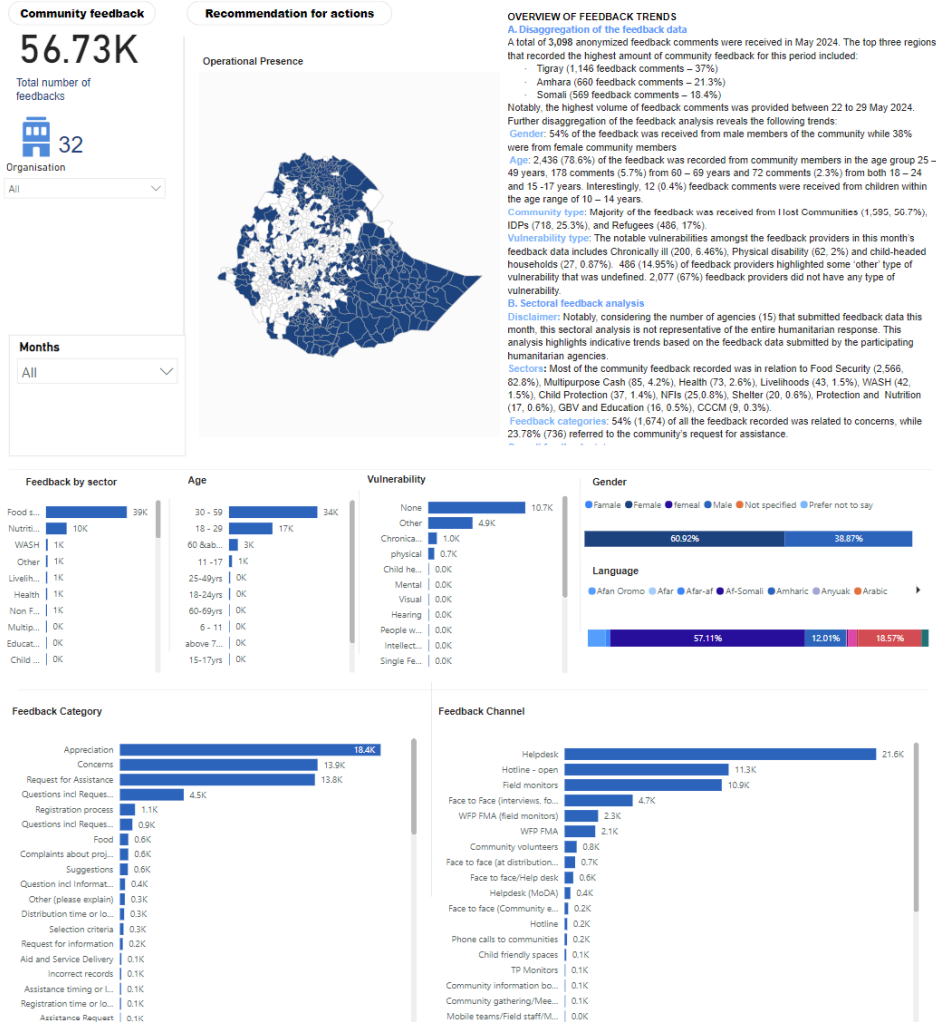 Community feedback
Recommendation for actions
56.73K
Total number of
feedbacks
32
Organisation
All
Months
All
Operational Presence
OVERVIEW OF FEEDBACK TRENDS
A. Disaggregation of the feedback data
A total of 3,098 anonymized feedback comments were received in May 2024. The top three regions
that recorded the highest amount of community feedback for this period included:
· Tigray (1,146 feedback comments – 37%)
· Amhara (660 feedback comments – 21.3%)
· Somali (569 feedback comments – 18.4%)
Notably, the highest volume of feedback comments was provided between 22 to 29 May 2024.
Further disaggregation of the feedback analysis reveals the following trends:
Gender: 54% of the feedback was received from male members of the community while 38%
were from female community members
Age: 2,436 (78.6%) of the feedback was recorded from community members in the age group 25 –
49 years, 178 comments (5.7%) from 60 – 69 years and 72 comments (2.3%) from both 18 – 24
and 15 -17 years. Interestingly, 12 (0.4%) feedback comments were received from children within
the age range of 10 – 14 years.
Community type: Majority of the feedback was received from Host Communities (1,595, 56.7%),
IDPs (718, 25.3%), and Refugees (486, 17%).
Vulnerability type: The notable vulnerabilities amongst the feedback providers in this month's
feedback data includes Chronically ill (200, 6.46%), Physical disability (62, 2%) and child-headed
households (27, 0.87%). 486 (14.95%) of feedback providers highlighted some 'other' type of
vulnerability that was undefined. 2,077 (67%) feedback providers did not have any type of
vulnerability.
B. Sectoral feedback analysis
Disclaimer: Notably, considering the number of agencies (15) that submitted feedback data this
month, this sectoral analysis is not representative of the entire humanitarian response. This
analysis highlights indicative trends based on the feedback data submitted by the participating
humanitarian agencies.
Sectors: Most of the community feedback recorded was in relation to Food Security (2,566,
82.8%), Multipurpose Cash (85, 4.2%), Health (73, 2.6%), Livelihoods (43, 1.5%), WASH (42,
1.5%), Child Protection (37, 1.4%), NFIs (25,0.8%), Shelter (20, 0.6%), Protection and Nutrition
(17, 0.6%), GBV and Education (16, 0.5%), CCCM (9, 0.3%).
Feedback categories: 54% (1,674) of all the feedback recorded was related to concerns, while
23.78% (736) referred to the community's request for assistance.
Feedback by sector
Food s... 39K
Nutriti... 10K
WASH 1K
Other 1K
Livelih... 1K
Health 1K
Non F... 1K
Multip... 0K
Educat... 0K
Child ... 0K
Age
30 - 59 34K
18 - 29 17K
60 &ab... 3K
11 -17 1K
25-49yrs 0K
18-24yrs 0K
60-69yrs 0K
6 - 11 0K
above 7... 0K
15-17yrs 0K
Vulnerability
None 10.7K
Other 4.9K
Chronica... 1.0K
physical 0.7K
Child he... 0.0K
Mental 0.0K
Visual 0.0K
Hearing 0.0K
People w... 0.0K
Intellect... 0.0K
Single Fe... 0.0K
Gender
Famale Female femeal Male Not specified Prefer not to say
60.92% 38.87%
Language
Afan Oromo Afar Afar-af Af-Somali Amharic Anyuak Arabic
57.11% 12.01% 18.57%
Feedback Category
Appreciation 18.4K
Concerns 13.9K
Request for Assistance 13.8K
Questions incl Reques... 4.5K
Registration process 1.1K
Questions incl Reques... 0.9K
Food 0.6K
Complaints about proj... 0.6K
Suggestions 0.6K
Question incl Informat... 0.4K
Other (please explain) 0.3K
Distribution time or lo... 0.3K
Selection criteria 0.3K
Request for information 0.2K
Aid and Service Delivery 0.1K
Incorrect records 0.1K
Assistance timing or l... 0.1K
Registration time or lo... 0.1K
Assistance Request 0.1K
Feedback Channel
Helpdesk 21.6K
Hotline - open 11.3K
Field monitors 10.9K
Face to Face (interviews, fo... 4.7K
WFP FMA (field monitors) 2.3K
WFP FMA 2.1K
Community volunteers 0.8K
Face to face (at distribution... 0.7K
Face to face/Help desk 0.6K
Helpdesk (MoDA) 0.4K
Face to face (Community e... 0.2K
Hotline 0.2K
Phone calls to communities 0.2K
Child friendly spaces 0.1K
TP Monitors 0.1K
Community information bo... 0.1K
Community gathering/Mee... 0.1K
Mobile teams/Field staff/M... 0.0K